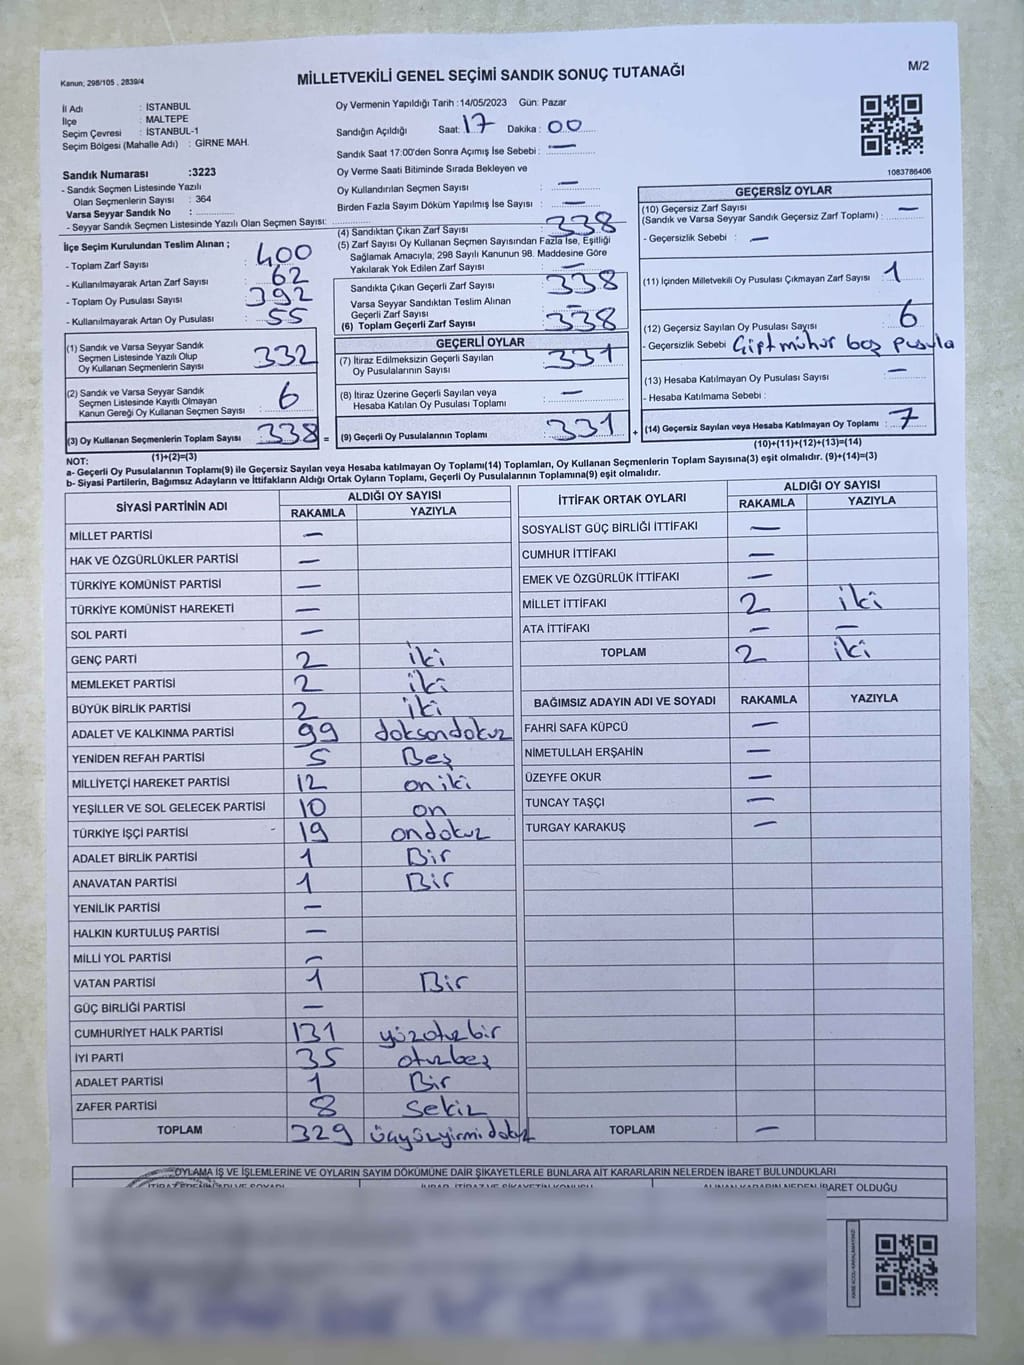 Kanun; 298/105 , 2839/4
MİLLETVEKİLİ GENEL SEÇİMİ SANDIK SONUÇ TUTANAĞI
M/2
İl Adı : İSTANBUL
İlçe : MALTEPE
Seçim Çevresi : İSTANBUL-1
Seçim Bölgesi (Mahalle Adı) : GİRNE MAH.
Oy Vermenin Yapıldığı Tarih :14/05/2023 Gün: Pazar
Sandığın Açıldığı Saat: 17 Dakika : 00
Sandık Saat 17:00'den Sonra Açımış İse Sebebi : —
Oy Verme Saati Bitiminde Sırada Bekleyen ve
Oy Kullandırılan Seçmen Sayısı : —
Birden Fazla Sayım Döküm Yapılmış İse Sayısı : —
1083786406
Sandık Numarası :3223
- Sandık Seçmen Listesinde Yazılı
Olan Seçmenlerin Sayısı : 364
Varsa Seyyar Sandık No :
- Seyyar Sandık Seçmen Listesinde Yazılı Olan Seçmen Sayısı:
İlçe Seçim Kurulundan Teslim Alınan ;
- Toplam Zarf Sayısı : 400
- Kullanılmayarak Artan Zarf Sayısı : 62
- Toplam Oy Pusulası Sayısı : 392
- Kullanılmayarak Artan Oy Pusulası : 55
(1) Sandık ve Varsa Seyyar Sandık
Seçmen Listesinde Yazılı Olup
Oy Kullanan Seçmenlerin Sayısı : 332
(2) Sandık ve Varsa Seyyar Sandık
Seçmen Listesinde Kayıtlı Olmayan
Kanun Gereği Oy Kullanan Seçmen Sayısı : 6
(3) Oy Kullanan Seçmenlerin Toplam Sayısı : 338 =
(1)+(2)=(3)
(4) Sandıktan Çıkan Zarf Sayısı : 338
(5) Zarf Sayısı Oy Kullanan Seçmen Sayısından Fazla İse, Eşitliği
Sağlamak Amacıyla, 298 Sayılı Kanunun 98. Maddesine Göre
Yakılarak Yok Edilen Zarf Sayısı : —
Sandıkta Çıkan Geçerli Zarf Sayısı : 338
Varsa Seyyar Sandıktan Teslim Alınan
Geçerli Zarf Sayısı : —
(6) Toplam Geçerli Zarf Sayısı : 338
GEÇERLİ OYLAR
(7) İtiraz Edilmeksizin Geçerli Sayılan
Oy Pusulalarının Sayısı : 331
(8) İtiraz Üzerine Geçerli Sayılan veya
Hesaba Katılan Oy Pusulası Toplamı : —
(9) Geçerli Oy Pusulalarının Toplamı : 331 +
GEÇERSİZ OYLAR
(10) Geçersiz Zarf Sayısı
(Sandık ve Varsa Seyyar Sandık Geçersiz Zarf Toplamı) : —
- Geçersizlik Sebebi : —
(11) İçinden Milletvekili Oy Pusulası Çıkmayan Zarf Sayısı : 1
(12) Geçersiz Sayılan Oy Pusulası Sayısı : 6
- Geçersizlik Sebebi Çift mühür boş pusula
(13) Hesaba Katılmayan Oy Pusulası Sayısı : —
- Hesaba Katılmama Sebebi :
(14) Geçersiz Sayılan veya Hesaba Katılmayan Oy Toplamı : 7
(10)+(11)+(12)+(13)=(14)
NOT:
a- Geçerli Oy Pusulalarının Toplamı(9) ile Geçersiz Sayılan veya Hesaba katılmayan Oy Toplamı(14) Toplamları, Oy Kullanan Seçmenlerin Toplam Sayısına(3) eşit olmalıdır. (9)+(14)=(3)
b- Siyasi Partilerin, Bağımsız Adayların ve İttifakların Aldığı Oyların Toplamı, Geçerli Oy Pusulalarının Toplamına(9) eşit olmalıdır.
SİYASİ PARTİNİN ADI ALDIĞI OY SAYISI
RAKAMLA YAZIYLA
MİLLET PARTİSİ —
HAK VE ÖZGÜRLÜKLER PARTİSİ —
TÜRKİYE KOMÜNİST PARTİSİ —
TÜRKİYE KOMÜNİST HAREKETİ —
SOL PARTİ —
GENÇ PARTİ 2 iki
MEMLEKET PARTİSİ 2 iki
BÜYÜK BİRLİK PARTİSİ 2 iki
ADALET VE KALKINMA PARTİSİ 99 doksandokuz
YENİDEN REFAH PARTİSİ 5 Beş
MİLLİYETÇİ HAREKET PARTİSİ 12 oniki
YEŞİLLER VE SOL GELECEK PARTİSİ 10 on
TÜRKİYE İŞÇİ PARTİSİ 19 ondokuz
ADALET BİRLİK PARTİSİ 1 Bir
ANAVATAN PARTİSİ 1 Bir
YENİLİK PARTİSİ —
HALKIN KURTULUŞ PARTİSİ —
MİLLİ YOL PARTİSİ —
VATAN PARTİSİ 1 Bir
GÜÇ BİRLİĞİ PARTİSİ —
CUMHURİYET HALK PARTİSİ 131 yüzotuzbir
İYİ PARTİ 35 otuzbeş
ADALET PARTİSİ 1 Bir
ZAFER PARTİSİ 8 Sekiz
TOPLAM 329 üçyüzyirmidokuz
İTTİFAK ORTAK OYLARI ALDIĞI OY SAYISI
RAKAMLA YAZIYLA
SOSYALİST GÜÇ BİRLİĞİ İTTİFAKI —
CUMHUR İTTİFAKI —
EMEK VE ÖZGÜRLÜK İTTİFAKI —
MİLLET İTTİFAKI 2 iki
ATA İTTİFAKI — —
TOPLAM 2 iki
BAĞIMSIZ ADAYIN ADI VE SOYADI RAKAMLA YAZIYLA
FAHRİ SAFA KÜPCÜ —
NİMETULLAH ERŞAHİN —
ÜZEYFE OKUR —
TUNCAY TAŞÇI —
TURGAY KARAKUŞ —
TOPLAM —
OYLAMA İŞ VE İŞLEMLERİNE VE OYLARIN SAYIM DÖKÜMÜNE DAİR ŞİKAYETLERLE BUNLARA AİT KARARLARIN NELERDEN İBARET BULUNDUKLARI
İTİRAZ EDENİN ADI VE SOYADI İHBAR, İTİRAZ VE ŞİKAYETİN KONUSU ALINAN KARARIN NEDEN İBARET OLDUĞU